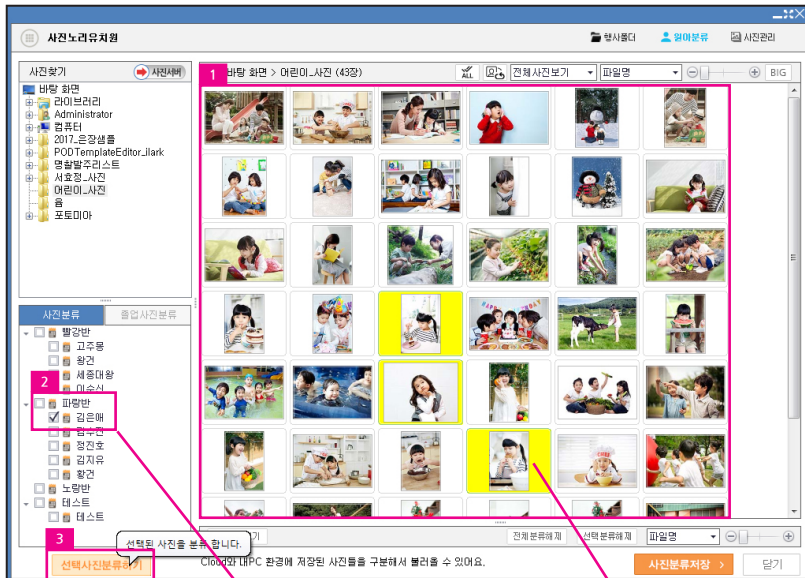 사진노리유치원
행사폴더
원아분류
사진관리
사진찾기
사진서버
1
바탕 화면 > 어린이_사진 (43장)
ALL
전체사진보기
파일명
BIG
바탕 화면
라이브러리
Administrator
컴퓨터
2017_은장샘플
PODTemplateEditor_ilark
명찰발주리스트
서효정_사진
어린이_사진
음
포토미아
사진분류
졸업사진분류
빨강반
고주몽
왕건
세종대왕
이순신
2
파랑반
김은애
김수진
정진호
김지유
황건
노랑반
테스트
테스트
3
선택된 사진을 분류 합니다.
전체분류해제
선택분류해제
파일명
선택사진분류하기
Cloud와 내PC 환경에 저장된 사진들을 구분해서 불러올 수 있어요.
사진분류저장 >
닫기